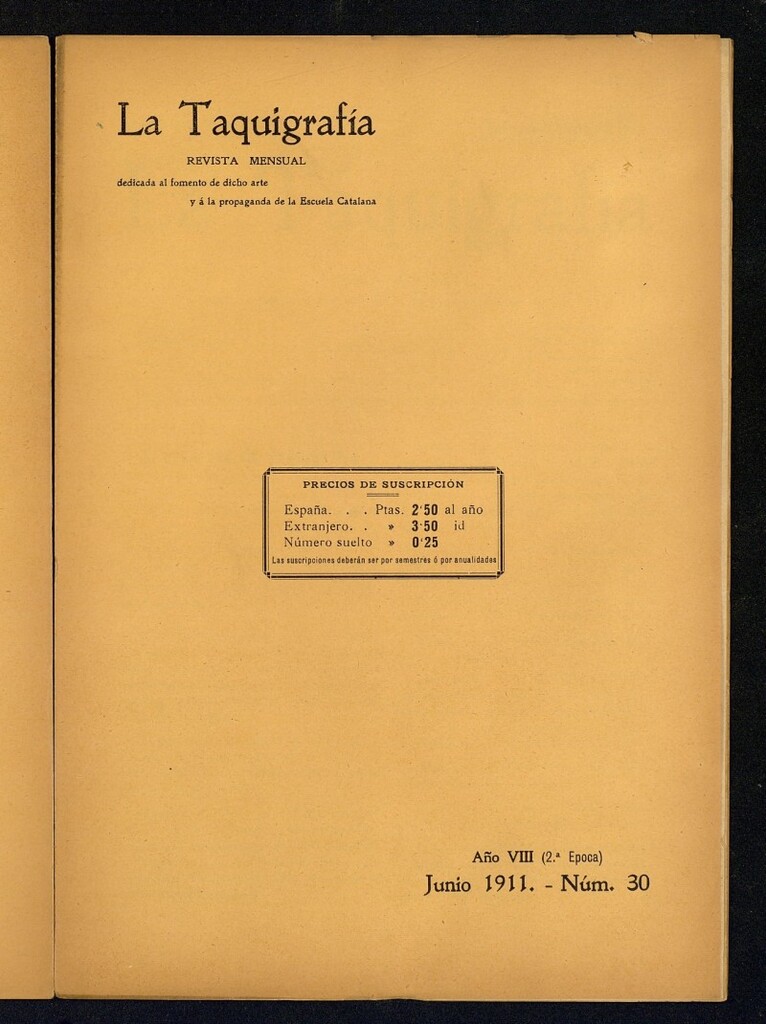 La Taquigrafía
REVISTA MENSUAL
dedicada al fomento de dicho arte
y á la propaganda de la Escuela Catalana
PRECIOS DE SUSCRIPCIÓN
España. . . Ptas. 2'50 al año
Extranjero. . » 3'50 id
Número suelto » 0'25
Las suscripciones deberán ser por semestres ó por anualidades
Año VIII (2.ª Epoca)
Junio 1911. - Núm. 30